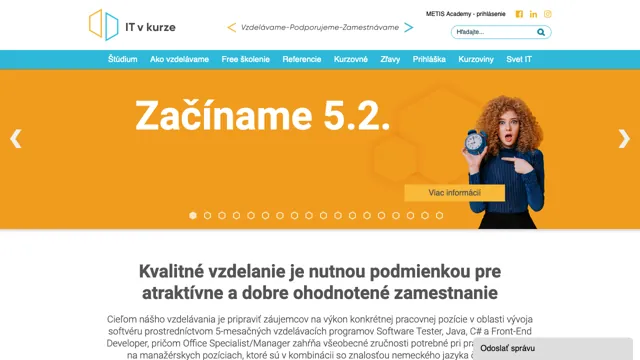 IT v kurze
Vzdelávame-Podporujeme-Zamestnávame
METIS Academy - prihlásenie
Hľadajte...
Štúdium Ako vzdelávame Free školenie Referencie Kurzovné Zľavy Prihláška Kurzoviny Svet IT
Začíname 5.2.
Viac informácií
Kvalitné vzdelanie je nutnou podmienkou pre
atraktívne a dobre ohodnotené zamestnanie
Cieľom nášho vzdelávania je pripraviť záujemcov na výkon konkrétnej pracovnej pozície v oblasti vývoja
softvéru prostredníctvom 5-mesačných vzdelávacích programov Software Tester, Java, C# a Front-End
Developer, pričom Office Specialist/Manager zahŕňa všeobecné zručnosti potrebné pri pra
na manažérskych pozíciach, ktoré sú v kombinácii so znalosťou nemeckého jazyka
Odoslať správu